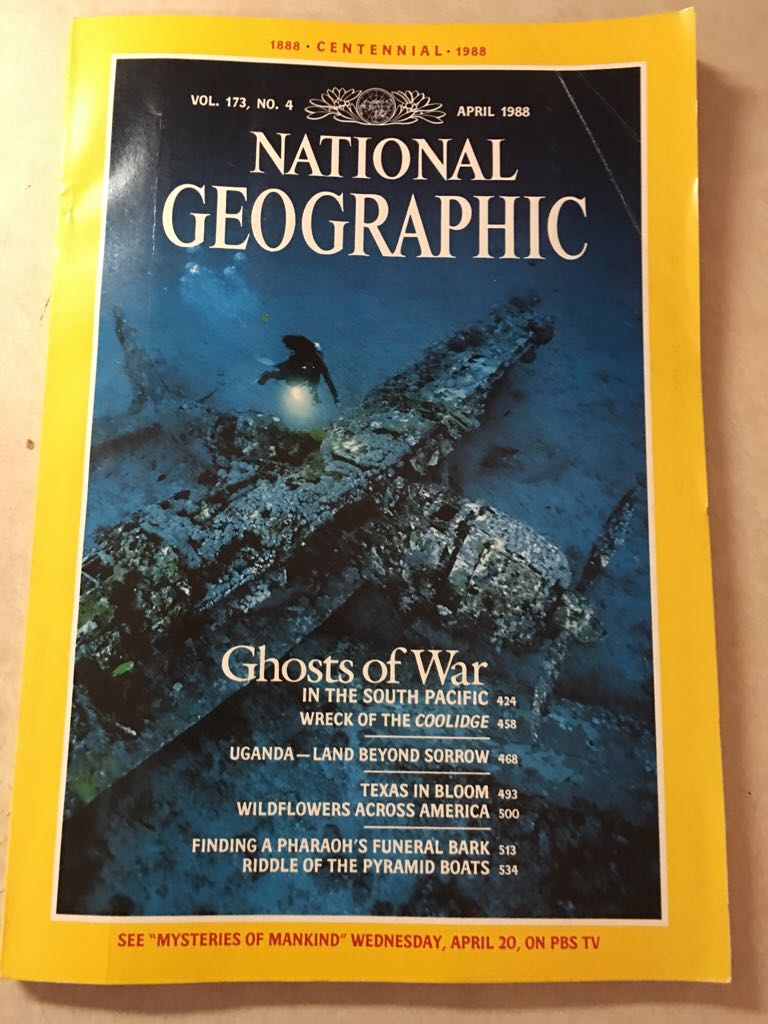 1888 · CENTENNIAL · 1988
VOL. 173, NO. 4 APRIL 1988
NATIONAL
GEOGRAPHIC
Ghosts of War
IN THE SOUTH PACIFIC 424
WRECK OF THE COOLIDGE 458
UGANDA—LAND BEYOND SORROW 468
TEXAS IN BLOOM 493
WILDFLOWERS ACROSS AMERICA 500
FINDING A PHARAOH'S FUNERAL BARK 513
RIDDLE OF THE PYRAMID BOATS 534
SEE "MYSTERIES OF MANKIND" WEDNESDAY, APRIL 20, ON PBS TV